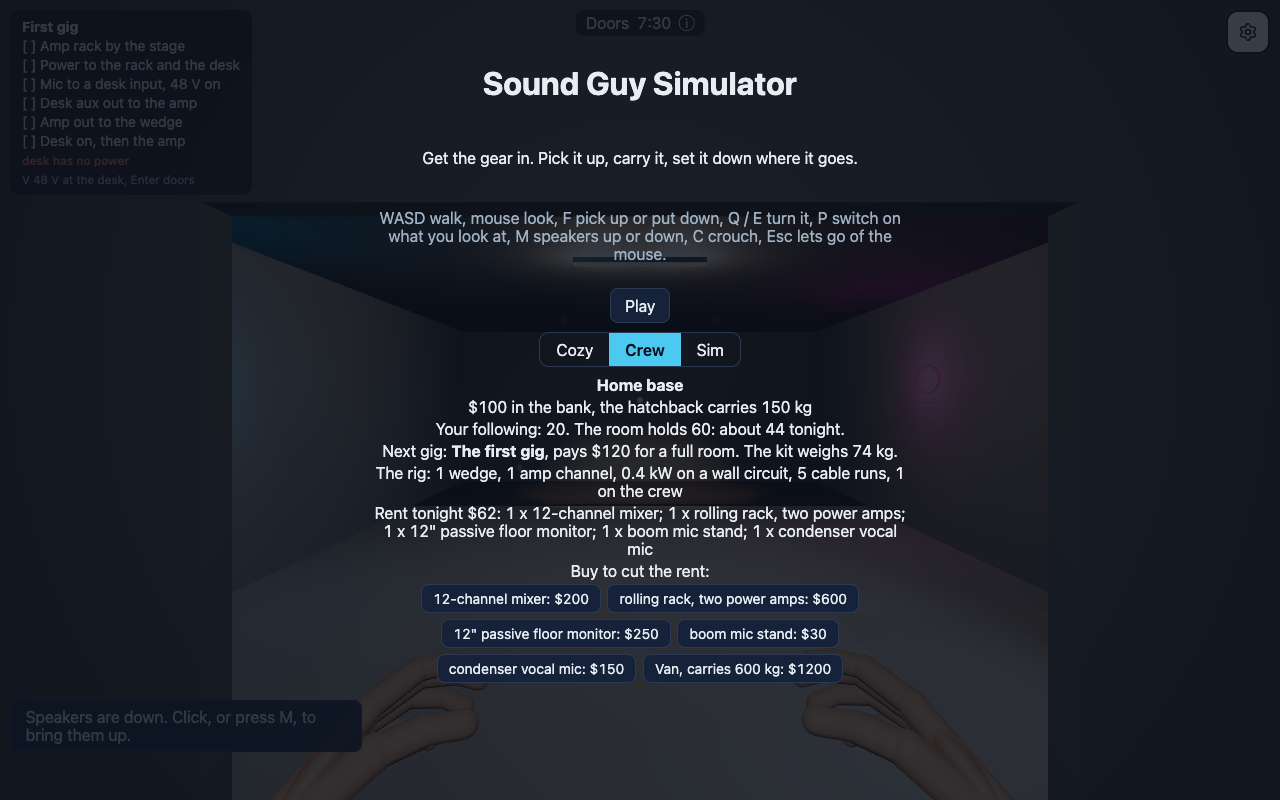 First gig
[ ] Amp rack by the stage
[ ] Power to the rack and the desk
[ ] Mic to a desk input, 48 V on
[ ] Desk aux out to the amp
[ ] Amp out to the wedge
[ ] Desk on, then the amp
desk has no power
V 48 V at the desk, Enter doors
Doors 7:30 ⓘ
Sound Guy Simulator
Get the gear in. Pick it up, carry it, set it down where it goes.
WASD walk, mouse look, F pick up or put down, Q / E turn it, P switch on
what you look at, M speakers up or down, C crouch, Esc lets go of the
mouse.
Play
Cozy Crew Sim
Home base
$100 in the bank, the hatchback carries 150 kg
Your following: 20. The room holds 60: about 44 tonight.
Next gig: The first gig, pays $120 for a full room. The kit weighs 74 kg.
The rig: 1 wedge, 1 amp channel, 0.4 kW on a wall circuit, 5 cable runs, 1
on the crew
Rent tonight $62: 1 x 12-channel mixer; 1 x rolling rack, two power amps;
1 x 12" passive floor monitor; 1 x boom mic stand; 1 x condenser vocal
mic
Buy to cut the rent:
12-channel mixer: $200 rolling rack, two power amps: $600
12" passive floor monitor: $250 boom mic stand: $30
condenser vocal mic: $150 Van, carries 600 kg: $1200
Speakers are down. Click, or press M, to
bring them up.